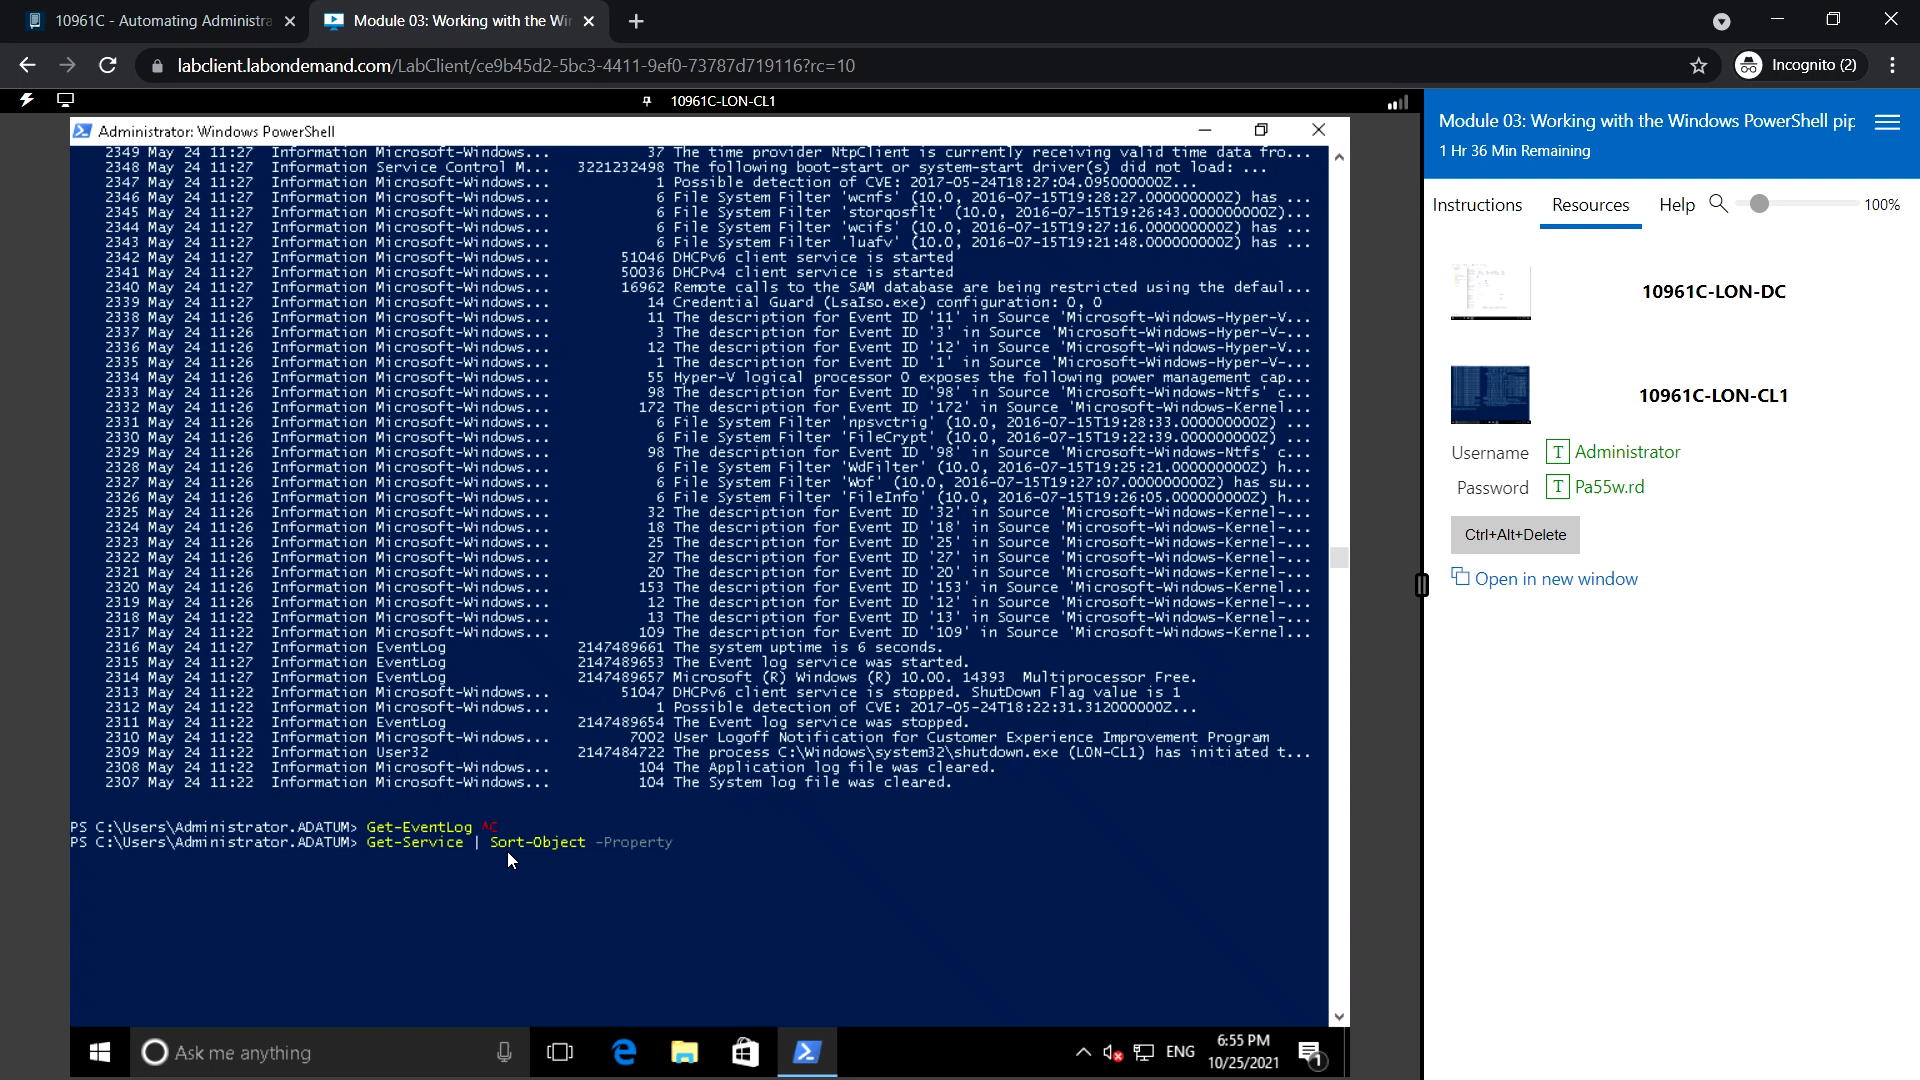 10961C - Automating Administra
Module 03: Working with the Wi
labclient.labondemand.com/LabClient/ce9b45d2-5bc3-4411-9ef0-73787d719116?rc=10
Incognito (2)
10961C-LON-CL1
Administrator: Windows PowerShell
2349 May 24 11:27 Information Microsoft-Windows... 37 The time provider NtpClient is currently receiving valid time data fro...
2348 May 24 11:27 Information Service Control M... 3221232498 The following boot-start or system-start driver(s) did not load: ...
2347 May 24 11:27 Information Microsoft-Windows... 1 Possible detection of CVE: 2017-05-24T18:27:04.095000000Z...
2346 May 24 11:27 Information Microsoft-Windows... 6 File System Filter 'wcnfs' (10.0, 2016-07-15T19:28:27.000000000Z) has ...
2345 May 24 11:27 Information Microsoft-Windows... 6 File System Filter 'storqosflt' (10.0, 2016-07-15T19:26:43.000000000Z)...
2344 May 24 11:27 Information Microsoft-Windows... 6 File System Filter 'wcifs' (10.0, 2016-07-15T19:27:16.000000000Z) has ...
2343 May 24 11:27 Information Microsoft-Windows... 6 File System Filter 'luafv' (10.0, 2016-07-15T19:21:48.000000000Z) has ...
2342 May 24 11:27 Information Microsoft-Windows... 51046 DHCPv6 client service is started
2341 May 24 11:27 Information Microsoft-Windows... 50036 DHCPv4 client service is started
2340 May 24 11:27 Information Microsoft-Windows... 16962 Remote calls to the SAM database are being restricted using the defaul...
2339 May 24 11:27 Information Microsoft-Windows... 14 Credential Guard (LsaIso.exe) configuration: 0, 0
2338 May 24 11:26 Information Microsoft-Windows... 11 The description for Event ID '11' in Source 'Microsoft-Windows-Hyper-V...
2337 May 24 11:26 Information Microsoft-Windows... 3 The description for Event ID '3' in Source 'Microsoft-Windows-Hyper-V-...
2336 May 24 11:26 Information Microsoft-Windows... 12 The description for Event ID '12' in Source 'Microsoft-Windows-Hyper-V...
2335 May 24 11:26 Information Microsoft-Windows... 1 The description for Event ID '1' in Source 'Microsoft-Windows-Hyper-V-...
2334 May 24 11:26 Information Microsoft-Windows... 55 Hyper-V logical processor 0 exposes the following power management cap...
2333 May 24 11:26 Information Microsoft-Windows... 98 The description for Event ID '98' in Source 'Microsoft-Windows-Ntfs' c...
2332 May 24 11:26 Information Microsoft-Windows... 172 The description for Event ID '172' in Source 'Microsoft-Windows-Kernel...
2331 May 24 11:26 Information Microsoft-Windows... 6 File System Filter 'npsvctrig' (10.0, 2016-07-15T19:28:33.000000000Z) ...
2330 May 24 11:26 Information Microsoft-Windows... 6 File System Filter 'FileCrypt' (10.0, 2016-07-15T19:22:39.000000000Z) ...
2329 May 24 11:26 Information Microsoft-Windows... 98 The description for Event ID '98' in Source 'Microsoft-Windows-Ntfs' c...
2328 May 24 11:26 Information Microsoft-Windows... 6 File System Filter 'WdFilter' (10.0, 2016-07-15T19:25:21.000000000Z) h...
2327 May 24 11:26 Information Microsoft-Windows... 6 File System Filter 'Wof' (10.0, 2016-07-15T19:27:07.000000000Z) has su...
2326 May 24 11:26 Information Microsoft-Windows... 6 File System Filter 'FileInfo' (10.0, 2016-07-15T19:26:05.000000000Z) h...
2325 May 24 11:26 Information Microsoft-Windows... 32 The description for Event ID '32' in Source 'Microsoft-Windows-Kernel-...
2324 May 24 11:26 Information Microsoft-Windows... 18 The description for Event ID '18' in Source 'Microsoft-Windows-Kernel-...
2323 May 24 11:26 Information Microsoft-Windows... 25 The description for Event ID '25' in Source 'Microsoft-Windows-Kernel-...
2322 May 24 11:26 Information Microsoft-Windows... 27 The description for Event ID '27' in Source 'Microsoft-Windows-Kernel-...
2321 May 24 11:26 Information Microsoft-Windows... 20 The description for Event ID '20' in Source 'Microsoft-Windows-Kernel-...
2320 May 24 11:26 Information Microsoft-Windows... 153 The description for Event ID '153' in Source 'Microsoft-Windows-Kernel...
2319 May 24 11:26 Information Microsoft-Windows... 12 The description for Event ID '12' in Source 'Microsoft-Windows-Kernel-...
2318 May 24 11:22 Information Microsoft-Windows... 13 The description for Event ID '13' in Source 'Microsoft-Windows-Kernel-...
2317 May 24 11:22 Information Microsoft-Windows... 109 The description for Event ID '109' in Source 'Microsoft-Windows-Kernel...
2316 May 24 11:27 Information EventLog 2147489661 The system uptime is 6 seconds.
2315 May 24 11:27 Information EventLog 2147489653 The Event log service was started.
2314 May 24 11:27 Information EventLog 2147489657 Microsoft (R) Windows (R) 10.00. 14393 Multiprocessor Free.
2313 May 24 11:22 Information Microsoft-Windows... 51047 DHCPv6 client service is stopped. ShutDown Flag value is 1
2312 May 24 11:22 Information Microsoft-Windows... 1 Possible detection of CVE: 2017-05-24T18:22:31.312000000Z...
2311 May 24 11:22 Information EventLog 2147489654 The Event log service was stopped.
2310 May 24 11:22 Information Microsoft-Windows... 7002 User Logoff Notification for Customer Experience Improvement Program
2309 May 24 11:22 Information User32 2147484722 The process C:\Windows\system32\shutdown.exe (LON-CL1) has initiated t...
2308 May 24 11:22 Information Microsoft-Windows... 104 The Application log file was cleared.
2307 May 24 11:22 Information Microsoft-Windows... 104 The System log file was cleared.
PS C:\Users\Administrator.ADATUM> Get-EventLog ^C
PS C:\Users\Administrator.ADATUM> Get-Service | Sort-Object -Property
Ask me anything
ENG
6:55 PM
10/25/2021
1
Module 03: Working with the Windows PowerShell pip
1 Hr 36 Min Remaining
Instructions Resources Help 100%
10961C-LON-DC
10961C-LON-CL1
Username T Administrator
Password T Pa55w.rd
Ctrl+Alt+Delete
Open in new window